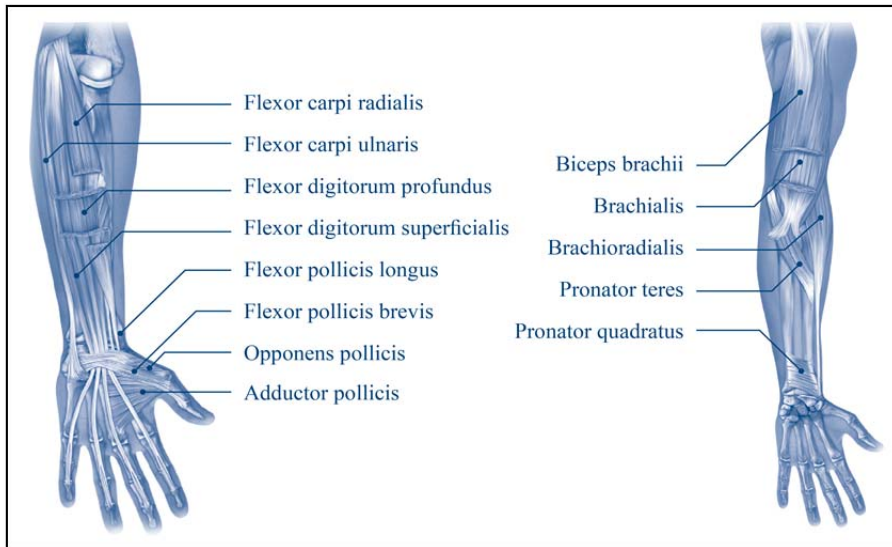 Flexor carpi radialis
Flexor carpi ulnaris
Flexor digitorum profundus
Flexor digitorum superficialis
Flexor pollicis longus
Flexor pollicis brevis
Opponens pollicis
Adductor pollicis
Biceps brachii
Brachialis
Brachioradialis
Pronator teres
Pronator quadratus